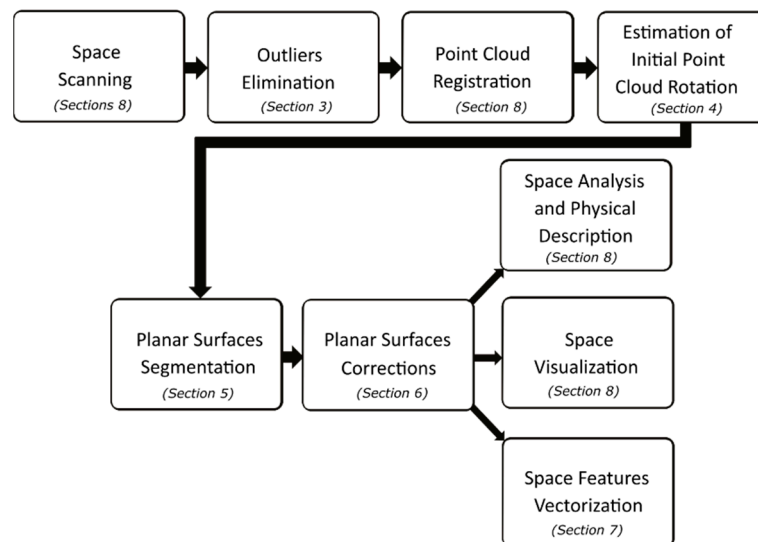 Space
Scanning
(Sections 8)
Outliers
Elimination
(Section 3)
Point Cloud
Registration
(Section 8)
Estimation of
Initial Point
Cloud Rotation
(Section 4)
Planar Surfaces
Segmentation
(Section 5)
Planar Surfaces
Corrections
(Section 6)
Space Analysis
and Physical
Description
(Section 8)
Space
Visualization
(Section 8)
Space Features
Vectorization
(Section 7)